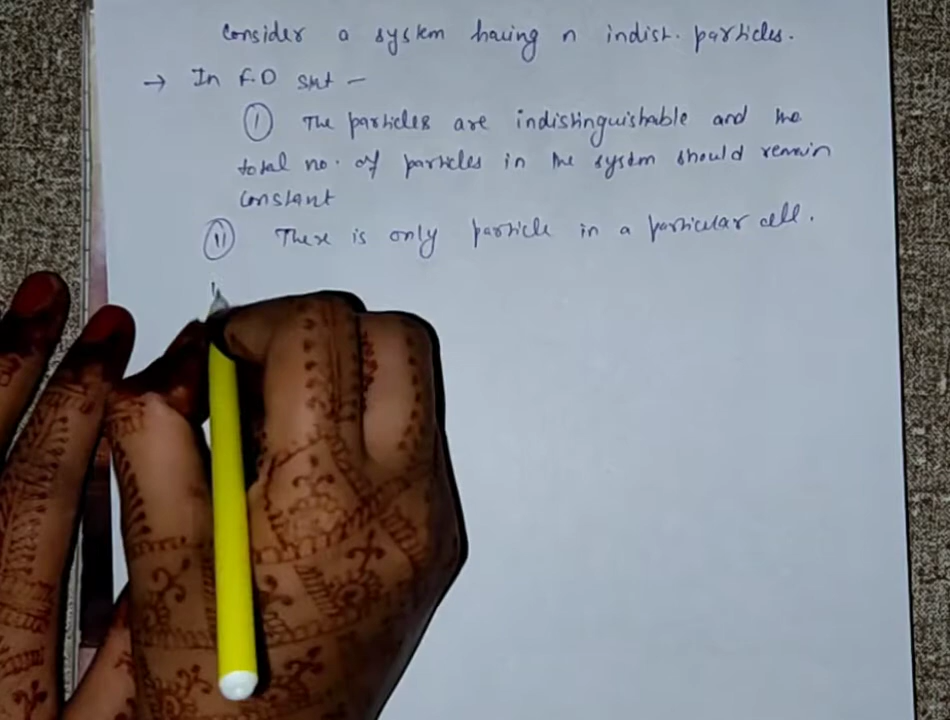 Consider a system having n indist. particles.
→ In F.D stat –
(I) The particles are indistinguishable and the
total no. of particles in the system should remain
constant
(II) There is only particle in a particular cell.